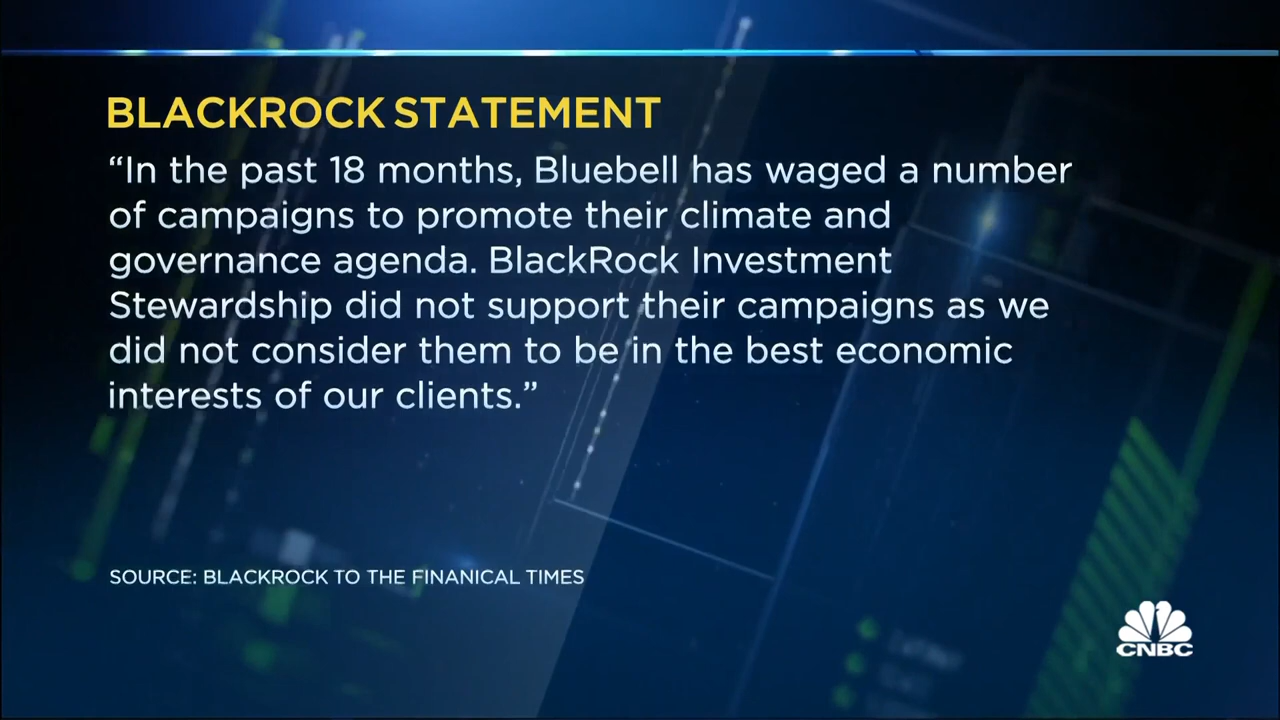 BLACKROCK STATEMENT
“In the past 18 months, Bluebell has waged a number
of campaigns to promote their climate and
governance agenda. BlackRock Investment
Stewardship did not support their campaigns as we
did not consider them to be in the best economic
interests of our clients.”
SOURCE: BLACKROCK TO THE FINANICAL TIMES
CNBC